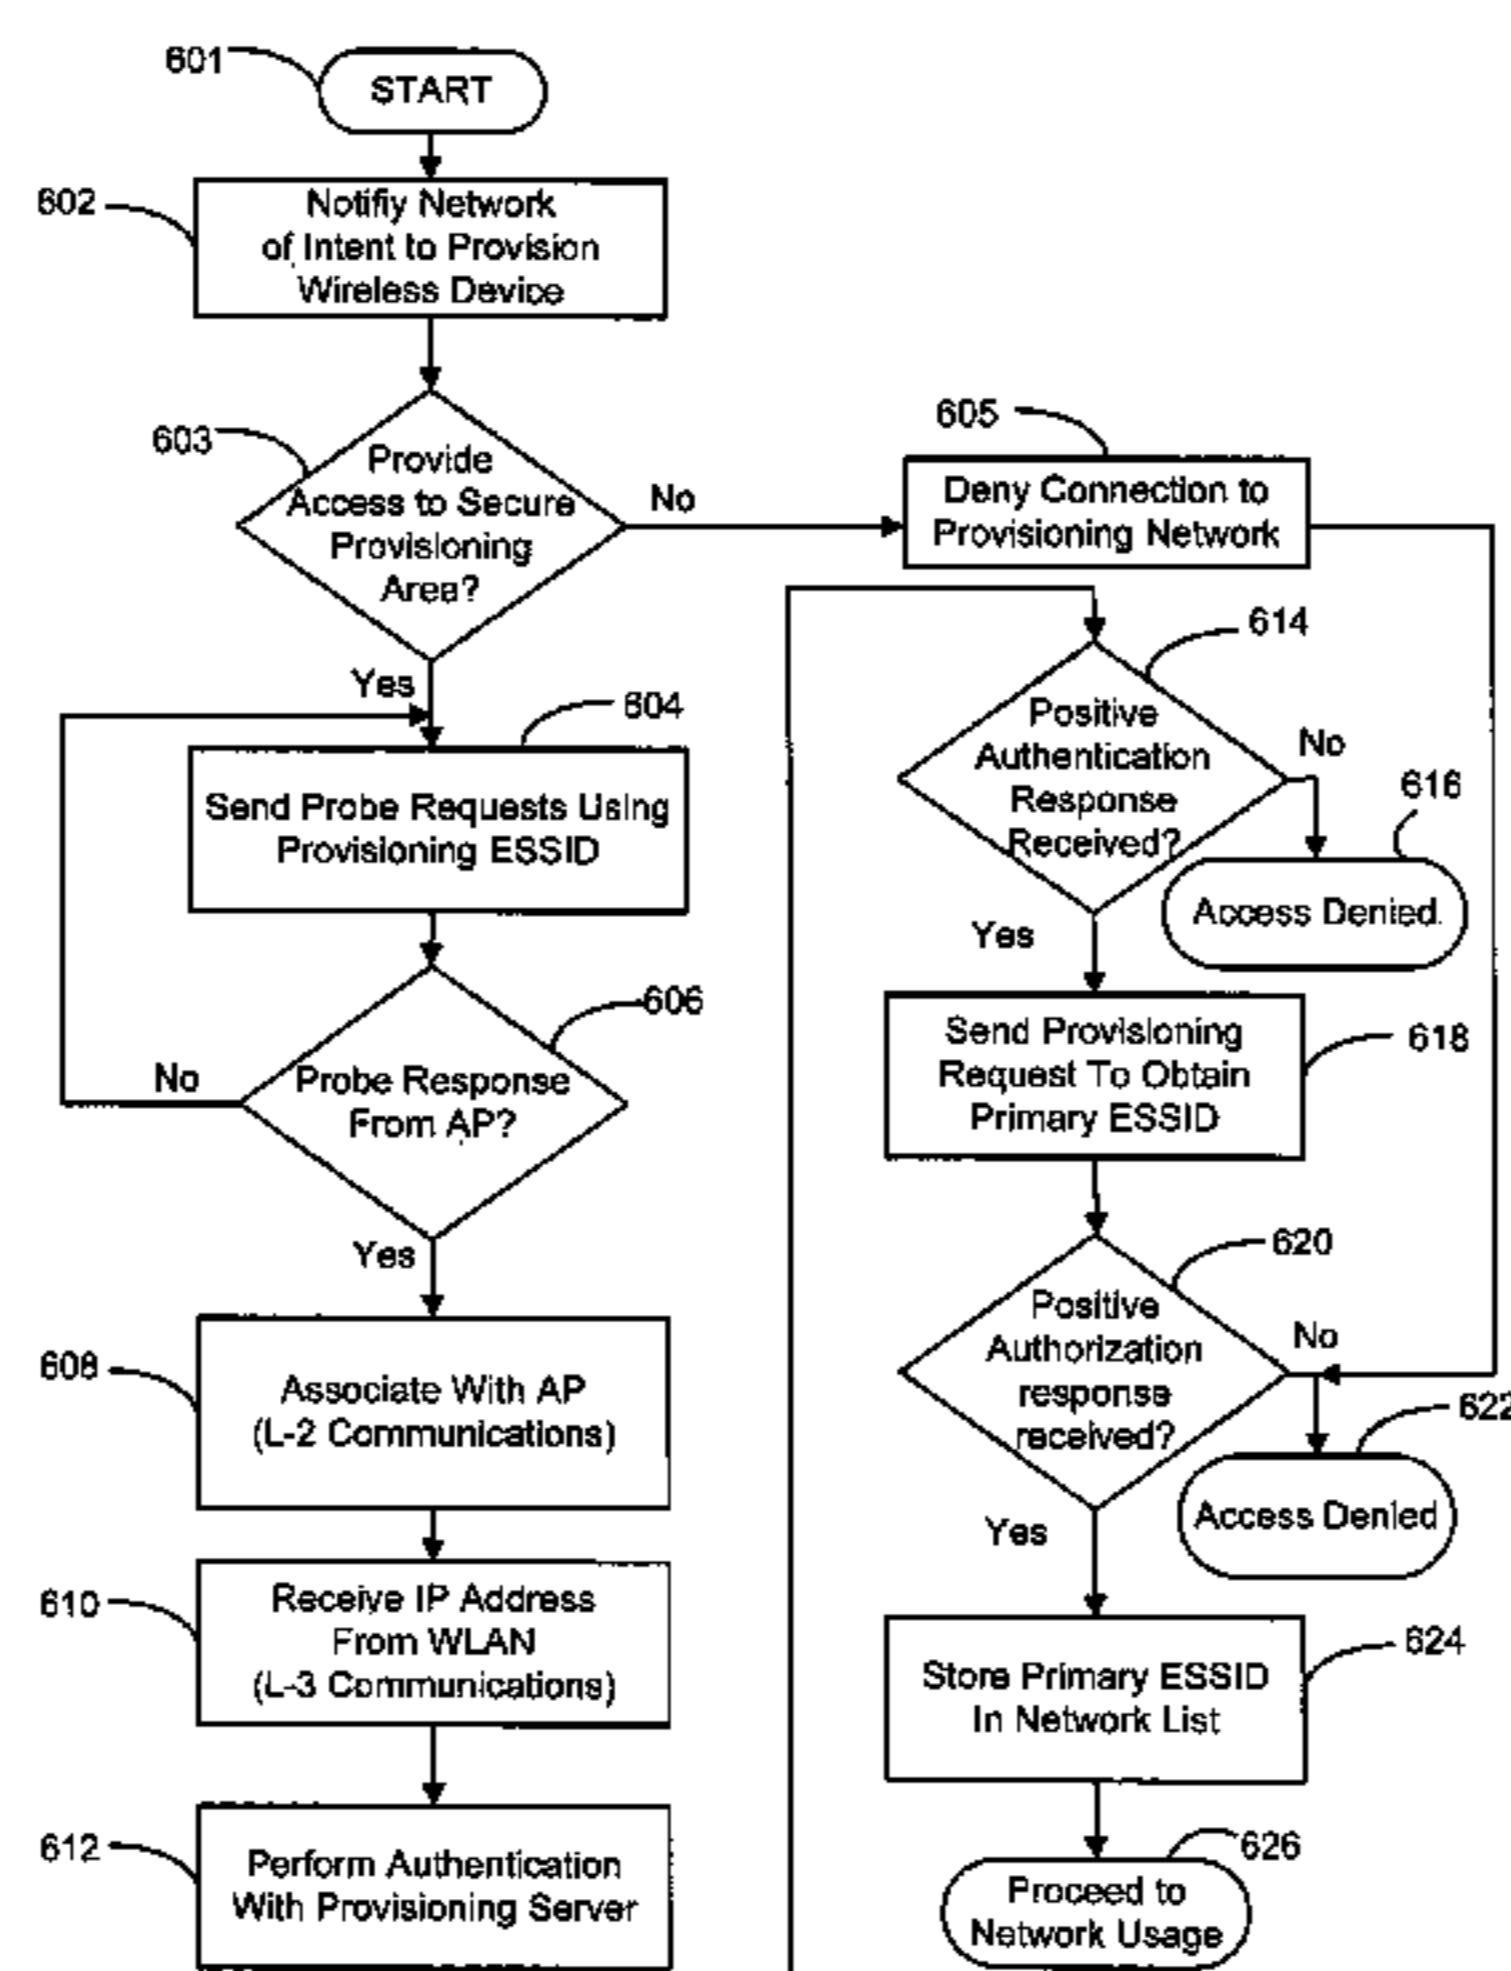 601
START
602
Notifiy Network
of Intent to Provision
Wireless Device
603
Provide
Access to Secure
Provisioning
Area?
No
Yes
604
Send Probe Requests Using
Provisioning ESSID
606
Probe Response
From AP?
No
Yes
608
Associate With AP
(L-2 Communications)
610
Receive IP Address
From WLAN
(L-3 Communications)
612
Perform Authentication
With Provisioning Server
605
Deny Connection to
Provisioning Network
614
Positive
Authentication
Response
Received?
No
616
Access Denied
Yes
618
Send Provisioning
Request To Obtain
Primary ESSID
620
Positive
Authorization
response
received?
No
622
Access Denied
Yes
624
Store Primary ESSID
In Network List
626
Proceed to
Network Usage